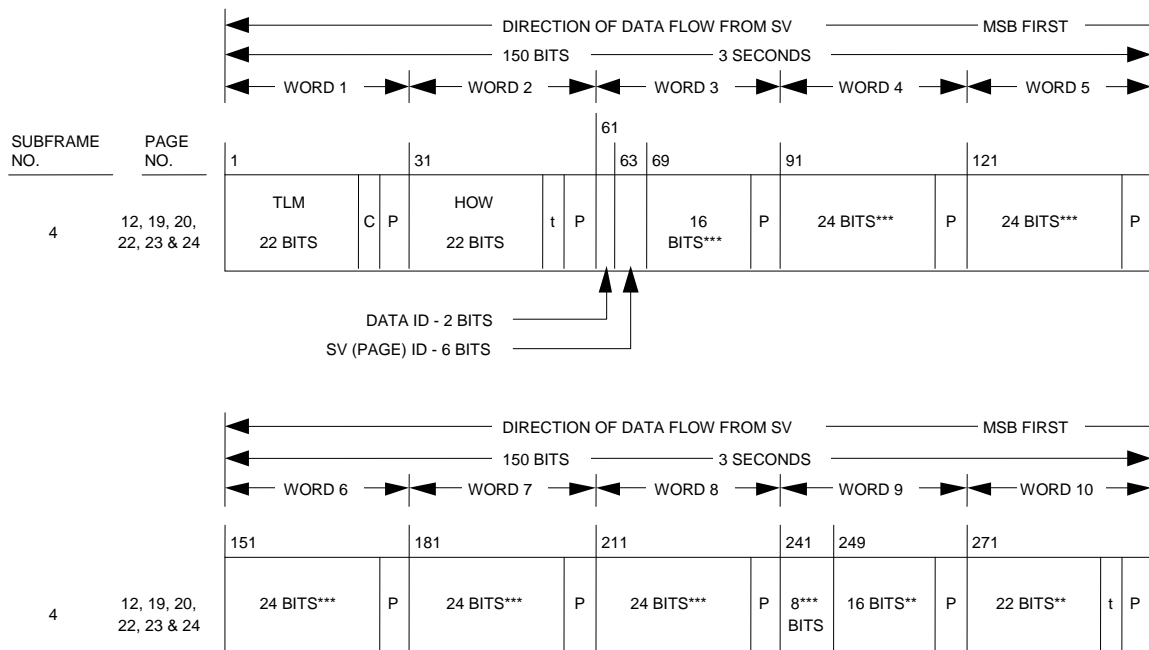 DIRECTION OF DATA FLOW FROM SV MSB FIRST
150 BITS 3 SECONDS
WORD 1 WORD 2 WORD 3 WORD 4 WORD 5
SUBFRAME NO. PAGE NO.
1 31 61 63 69 91 121
4
12, 19, 20,
22, 23 & 24
TLM
22 BITS
C P
HOW
22 BITS
t P
16
BITS***
P
24 BITS*** P
24 BITS*** P
DATA ID - 2 BITS
SV (PAGE) ID - 6 BITS
DIRECTION OF DATA FLOW FROM SV MSB FIRST
150 BITS 3 SECONDS
WORD 6 WORD 7 WORD 8 WORD 9 WORD 10
151 181 211 241 249 271
4
12, 19, 20,
22, 23 & 24
24 BITS*** P
24 BITS*** P
24 BITS*** P
8***
BITS
16 BITS** P
22 BITS** t P